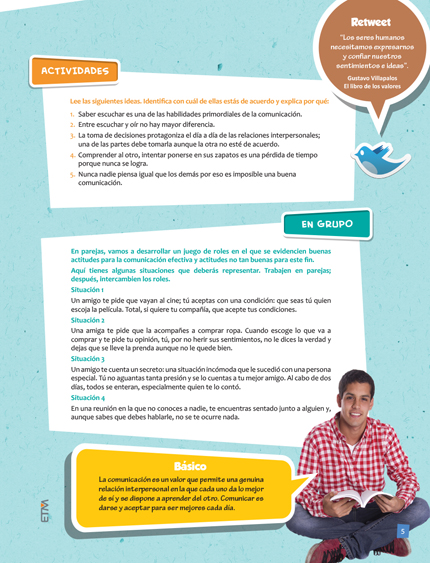 Retweet
"Los seres humanos
necesitamos expresarnos
y confiar nuestros
sentimientos e ideas".
Gustavo Villapalos
El libro de los valores
ACTIVIDADES
Lee las siguientes ideas. Identifica con cuál de ellas estás de acuerdo y explica por qué:
1. Saber escuchar es una de las habilidades primordiales de la comunicación.
2. Entre escuchar y oír no hay mayor diferencia.
3. La toma de decisiones protagoniza el día a día de las relaciones interpersonales;
una de las partes debe tomarla aunque la otra no esté de acuerdo.
4. Comprender al otro, intentar ponerse en sus zapatos es una pérdida de tiempo
porque nunca se logra.
5. Nunca nadie piensa igual que los demás por eso es imposible una buena
comunicación.
EN GRUPO
En parejas, vamos a desarrollar un juego de roles en el que se evidencien buenas
actitudes para la comunicación efectiva y actitudes no tan buenas para este fin.
Aquí tienes algunas situaciones que deberás representar. Trabajen en parejas;
después, intercambien los roles.
Situación 1
Un amigo te pide que vayan al cine; tú aceptas con una condición: que seas tú quien
escoja la película. Total, si quiere tu compañía, que acepte tus condiciones.
Situación 2
Una amiga te pide que la acompañes a comprar ropa. Cuando escoge lo que va a
comprar y te pide tu opinión, tú, por no herir sus sentimientos, no le dices la verdad y
dejas que se lleve la prenda aunque no le quede bien.
Situación 3
Un amigo te cuenta un secreto: una situación incómoda que le sucedió con una persona
especial. Tú no aguantas tanta presión y se lo cuentas a tu mejor amigo. Al cabo de dos
días, todos se enteran, especialmente quien te lo contó.
Situación 4
En una reunión en la que no conoces a nadie, te encuentras sentado junto a alguien y,
aunque sabes que debes hablarle, no se te ocurre nada.
Básico
La comunicación es un valor que permite una genuina
relación interpersonal en la que cada uno da lo mejor
de sí y se dispone a aprender del otro. Comunicar es
darse y aceptar para ser mejores cada día.
ETM
5